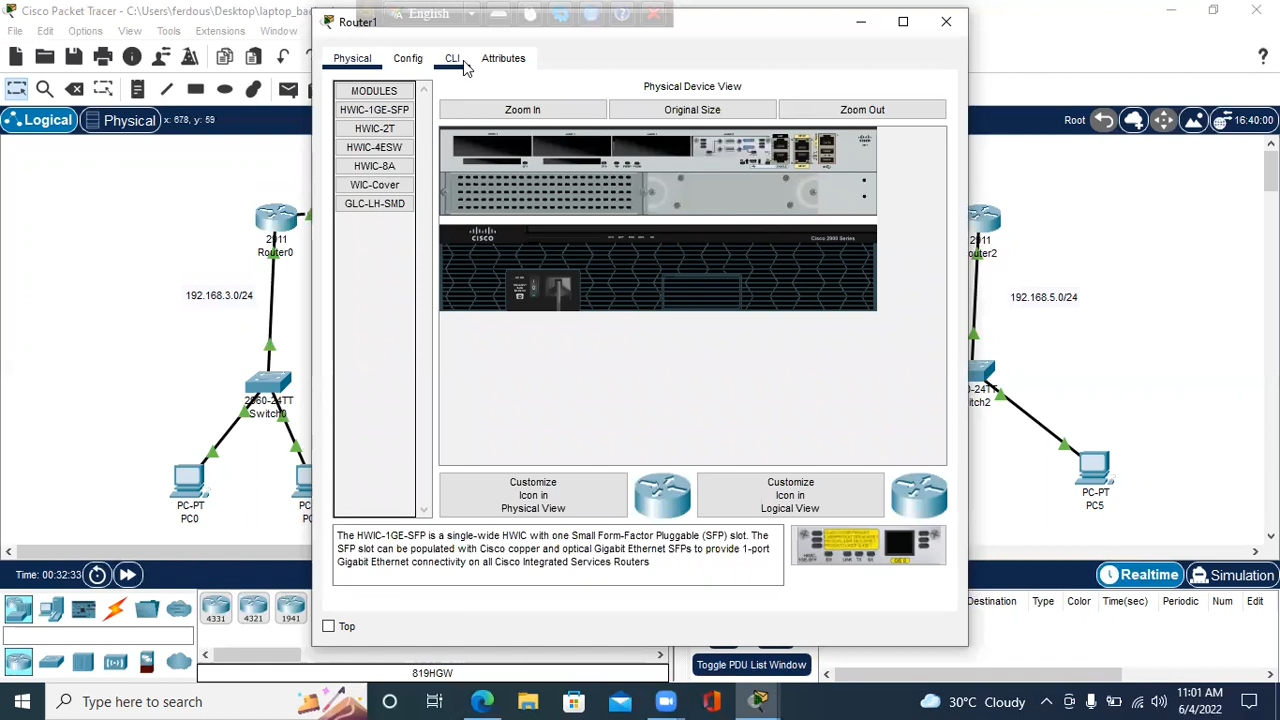 Cisco Packet Tracer - C:\Users\ferdous\Desktop\laptop_ba
English
Router1
File Edit Options View Tools Extensions Window
Physical Config CLI Attributes
MODULES
HWIC-1GE-SFP
HWIC-2T
HWIC-4ESW
HWIC-8A
WIC-Cover
GLC-LH-SMD
Physical Device View
Zoom In Original Size Zoom Out
Logical Physical x: 678, y: 59
Root 16:40:00
CISCO
Cisco 2900 Series
Router0
192.168.3.0/24
Switch0
PC-PT
PC0
PC-PT
2911
Router2
192.168.5.0/24
PC-PT
PC5
Customize
Icon in
Physical View
Customize
Icon in
Logical View
The HWIC-1GE-SFP is a single-wide HWIC with one Small Form-Factor Pluggable (SFP) slot. The
SFP slot can be populated with Cisco copper and optical Gigabit Ethernet SFPs to provide 1-port
Gigabit Ethernet connectivity on all Cisco Integrated Services Routers
Top
Time: 00:32:33
Realtime Simulation
4331 4321 1941
819HGW
Type Color Time(sec) Periodic Num Edit
Toggle PDU List Window
Type here to search
30°C Cloudy
11:01 AM
6/4/2022